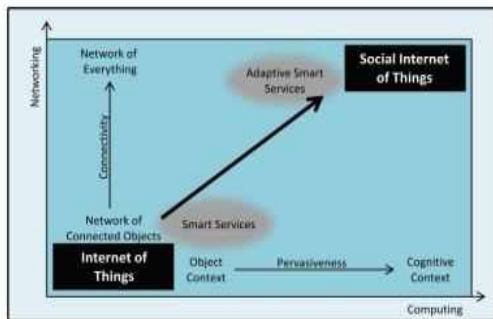 Networking
Network of
Everything
Adaptive Smart
Services
Social Internet
of Things
Connectivity
Network of
Connected Objects
Smart Services
Internet of
Things
Object
Context
Pervasiveness
Cognitive
Context
Computing